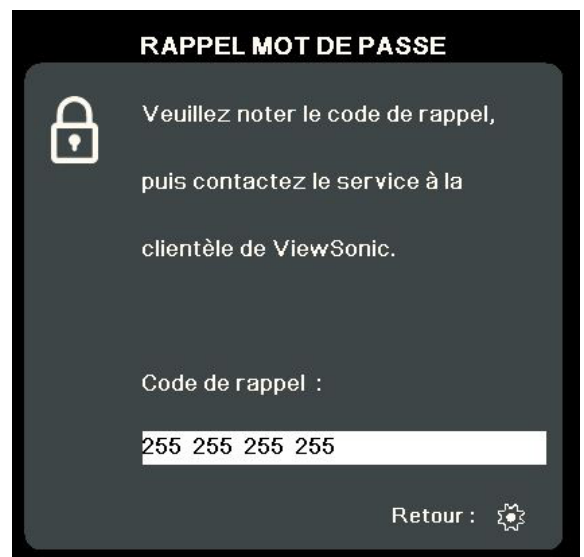 RAPPEL MOT DE PASSE
Veuillez noter le code de rappel,
puis contactez le service à la
clientèle de ViewSonic.
Code de rappel :
255 255 255 255
Retour :